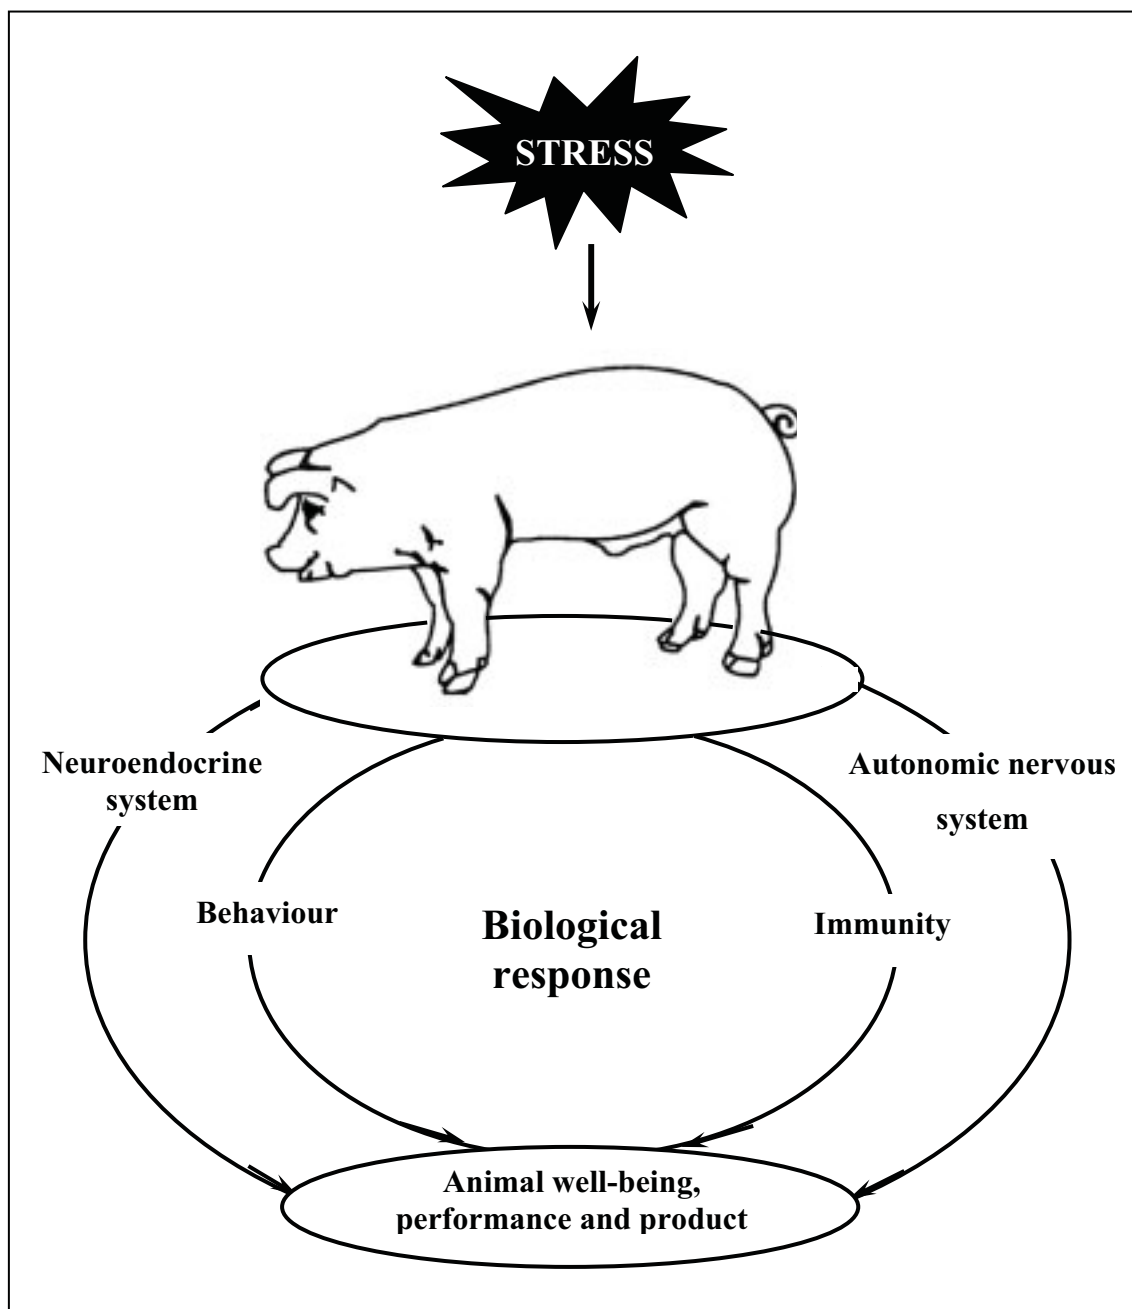 STRESS
Neuroendocrine
system
Autonomic nervous
system
Behaviour
Biological
response
Immunity
Animal well-being,
performance and product